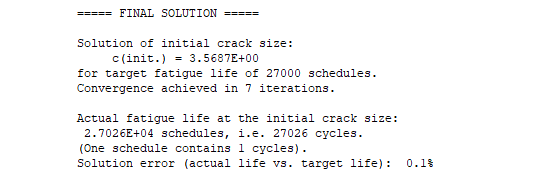 ===== FINAL SOLUTION =====
Solution of initial crack size:
c(init.) = 3.5687E+00
for target fatigue life of 27000 schedules.
Convergence achieved in 7 iterations.
Actual fatigue life at the initial crack size:
2.7026E+04 schedules, i.e. 27026 cycles.
(One schedule contains 1 cycles).
Solution error (actual life vs. target life): 0.1%